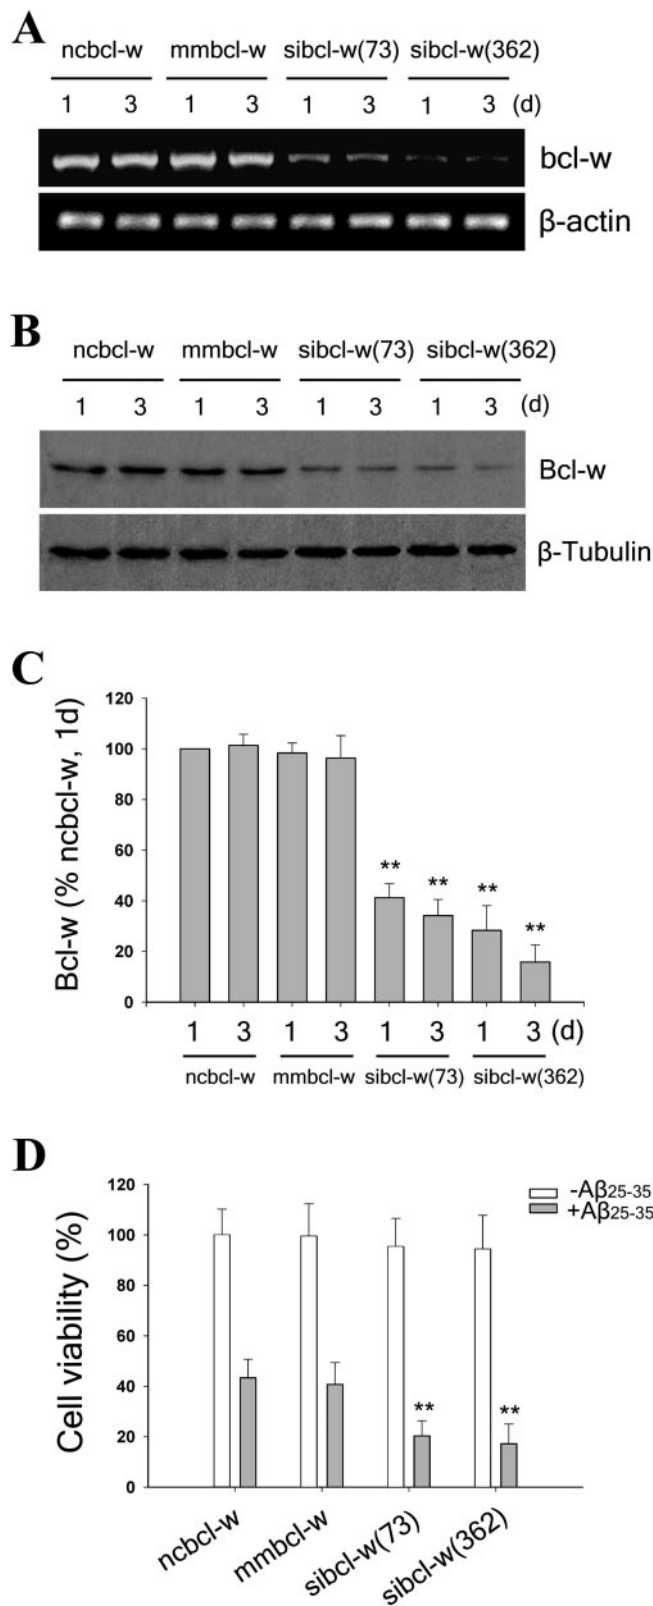 A
ncbcl-w mmbcl-w sibcl-w(73) sibcl-w(362)
1 3 1 3 1 3 1 3 (d)
bcl-w
β-actin
B
ncbcl-w mmbcl-w sibcl-w(73) sibcl-w(362)
1 3 1 3 1 3 1 3 (d)
Bcl-w
β-Tubulin
C
Bcl-w (% ncbcl-w, 1d)
120
100
80
60
40
20
0
** ** ** **
1 3 1 3 1 3 1 3 (d)
ncbcl-w mmbcl-w sibcl-w(73) sibcl-w(362)
D
Cell viability (%)
120
100
80
60
40
20
0
-Aβ25-35
+Aβ25-35
** **
ncbcl-w mmbcl-w sibcl-w(73) sibcl-w(362)